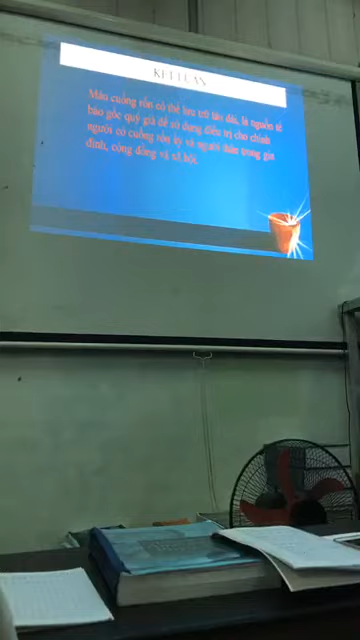 KẾT LUẬN
Máu cuống rốn có thể lưu trữ lâu dài, là nguồn tế
bào gốc quý giá để sử dụng điều trị cho chính
người có cuống rốn ấy và người thân trong gia
đình, cộng đồng và xã hội.